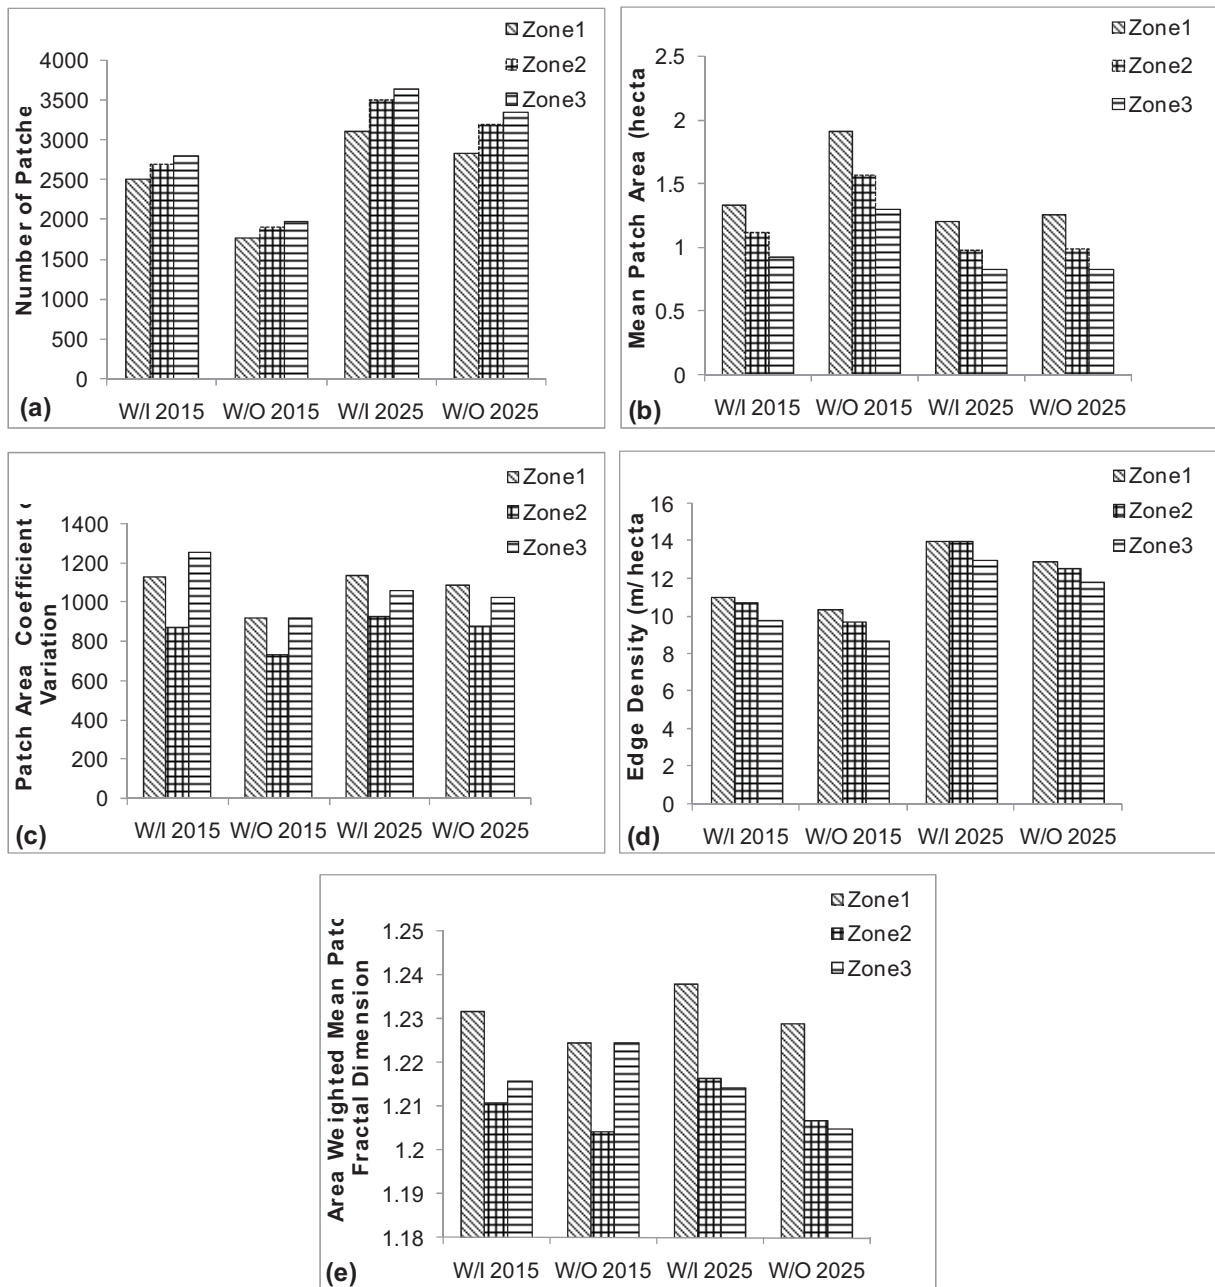 Zone1
Zone2
Zone3
4000
3500
3000
2500
2000
1500
1000
500
0
Number of Patche
W/I 2015 W/O 2015 W/I 2025 W/O 2025
(a)
Zone1
Zone2
Zone3
2.5
2
1.5
1
0.5
0
Mean Patch Area (hecta
W/I 2015 W/O 2015 W/I 2025 W/O 2025
(b)
Zone1
Zone2
Zone3
1400
1200
1000
800
600
400
200
0
Patch Area Coefficient o
Variation
W/I 2015 W/O 2015 W/I 2025 W/O 2025
(c)
Zone1
Zone2
Zone3
16
14
12
10
8
6
4
2
0
Edge Density (m/hecta
W/I 2015 W/O 2015 W/I 2025 W/O 2025
(d)
Zone1
Zone2
Zone3
1.25
1.24
1.23
1.22
1.21
1.2
1.19
1.18
Area Weighted Mean Patc
Fractal Dimension
W/I 2015 W/O 2015 W/I 2025 W/O 2025
(e)